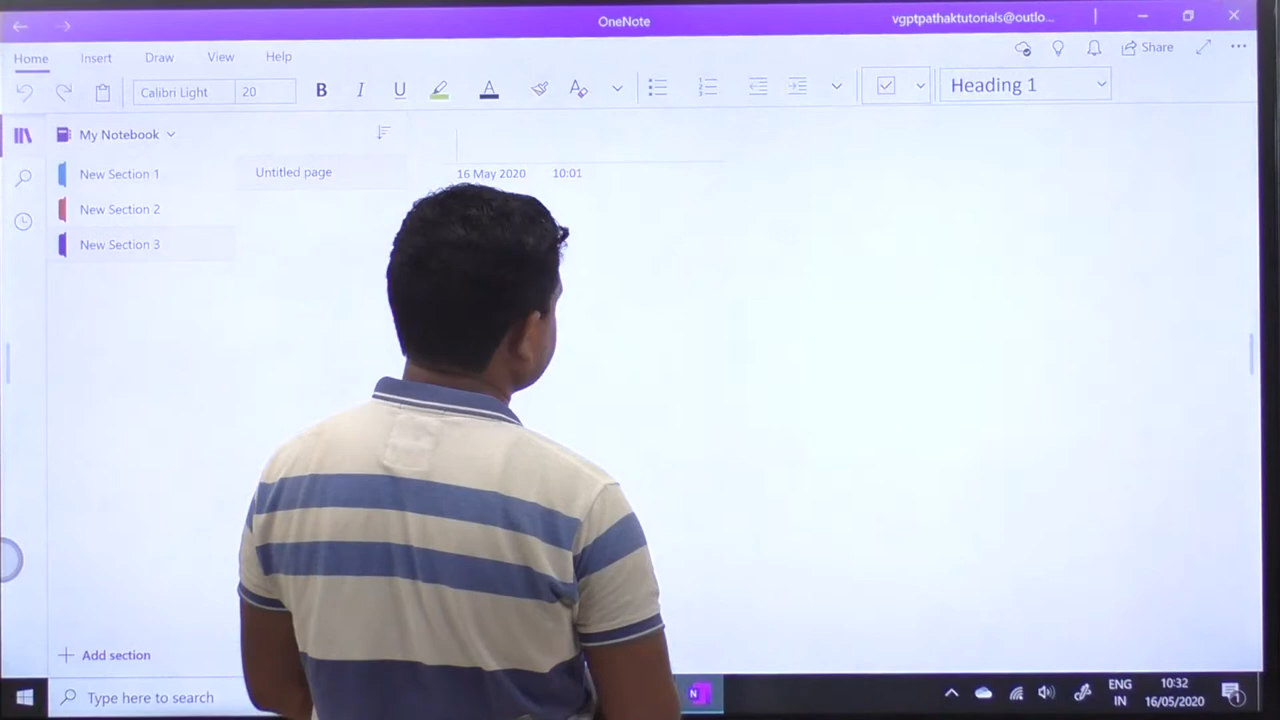 OneNote
vgptpathaktutorials@outlo...
Home Insert Draw View Help
Share
Calibri Light 20 B I U A A Heading 1
My Notebook
New Section 1
New Section 2
New Section 3
Untitled page
16 May 2020 10:01
Add section
Type here to search
N
ENG
IN
10:32
16/05/2020
1